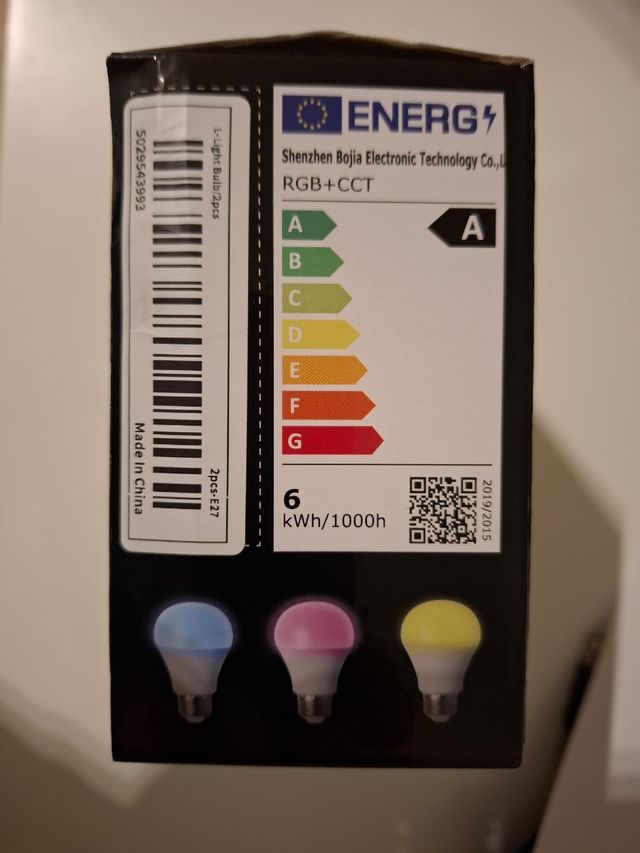 L-Light Bulb/2pcs
5029543993
2pcs-E27
Made In China
ENERG
Shenzhen Bojia Electronic Technology Co.,L
RGB+CCT
A
A
B
C
D
E
F
G
6
kWh/1000h
2019/2015